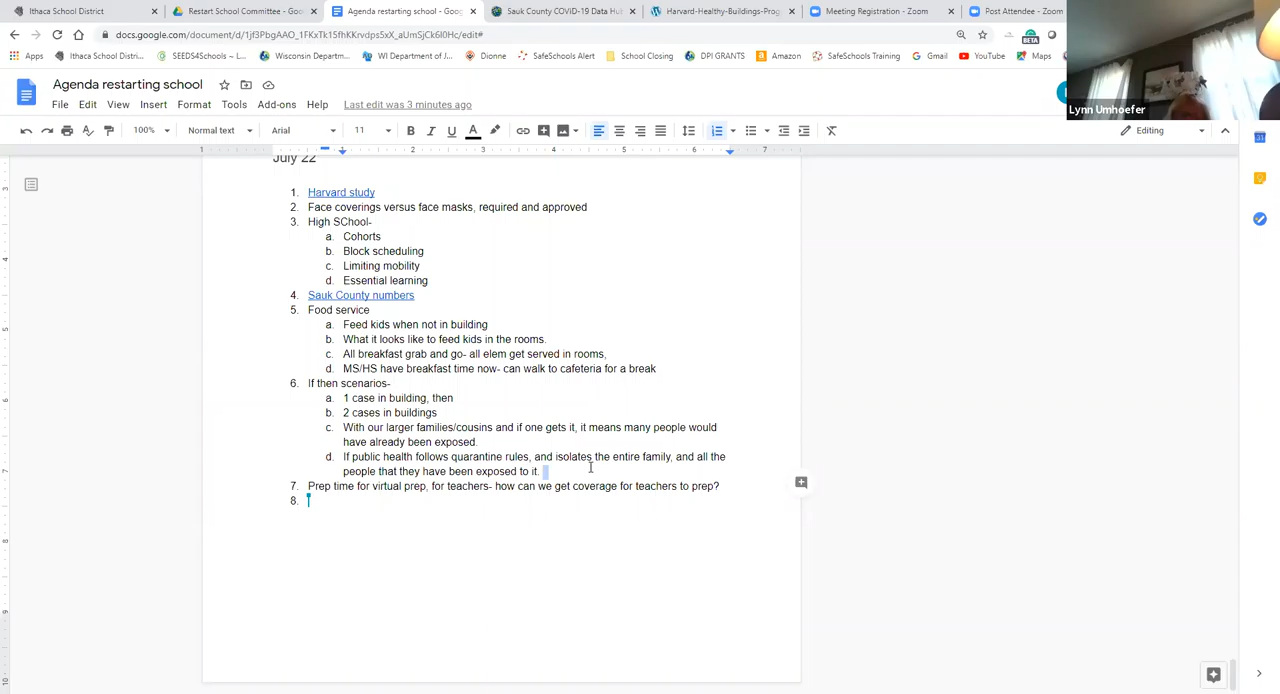 Ithaca School District
Restart School Committee - Goo
Agenda restarting school - Goog
Sauk County COVID-19 Data Hu
Harvard-Healthy-Buildings-Prog
Meeting Registration - Zoom
Post Attendee - Zoom
docs.google.com/document/d/
Apps
Ithaca School Distri...
SEEDS4Schools ~ L...
Wisconsin Departm...
WI Department of J...
Dionne
SafeSchools Alert
School Closing
DPI GRANTS
Amazon
SafeSchools Training
Google
Gmail
YouTube
Maps
BETA
Lynn Umhoefer
Agenda restarting school
File Edit View Insert Format Tools Add-ons Help Last edit was 3 minutes ago
100% Normal text Arial 11 B I U A Editing
1 1 2 3 4 5 6 7
July 22
1. Harvard study
2. Face coverings versus face masks, required and approved
3. High SChool-
a. Cohorts
b. Block scheduling
c. Limiting mobility
d. Essential learning
4. Sauk County numbers
5. Food service
a. Feed kids when not in building
b. What it looks like to feed kids in the rooms.
c. All breakfast grab and go- all elem get served in rooms,
d. MS/HS have breakfast time now- can walk to cafeteria for a break
6. If then scenarios-
a. 1 case in building, then
b. 2 cases in buildings
c. With our larger families/cousins and if one gets it, it means many people would
have already been exposed.
d. If public health follows quarantine rules, and isolates the entire family, and all the
people that they have been exposed to it.
7. Prep time for virtual prep, for teachers- how can we get coverage for teachers to prep?
8.